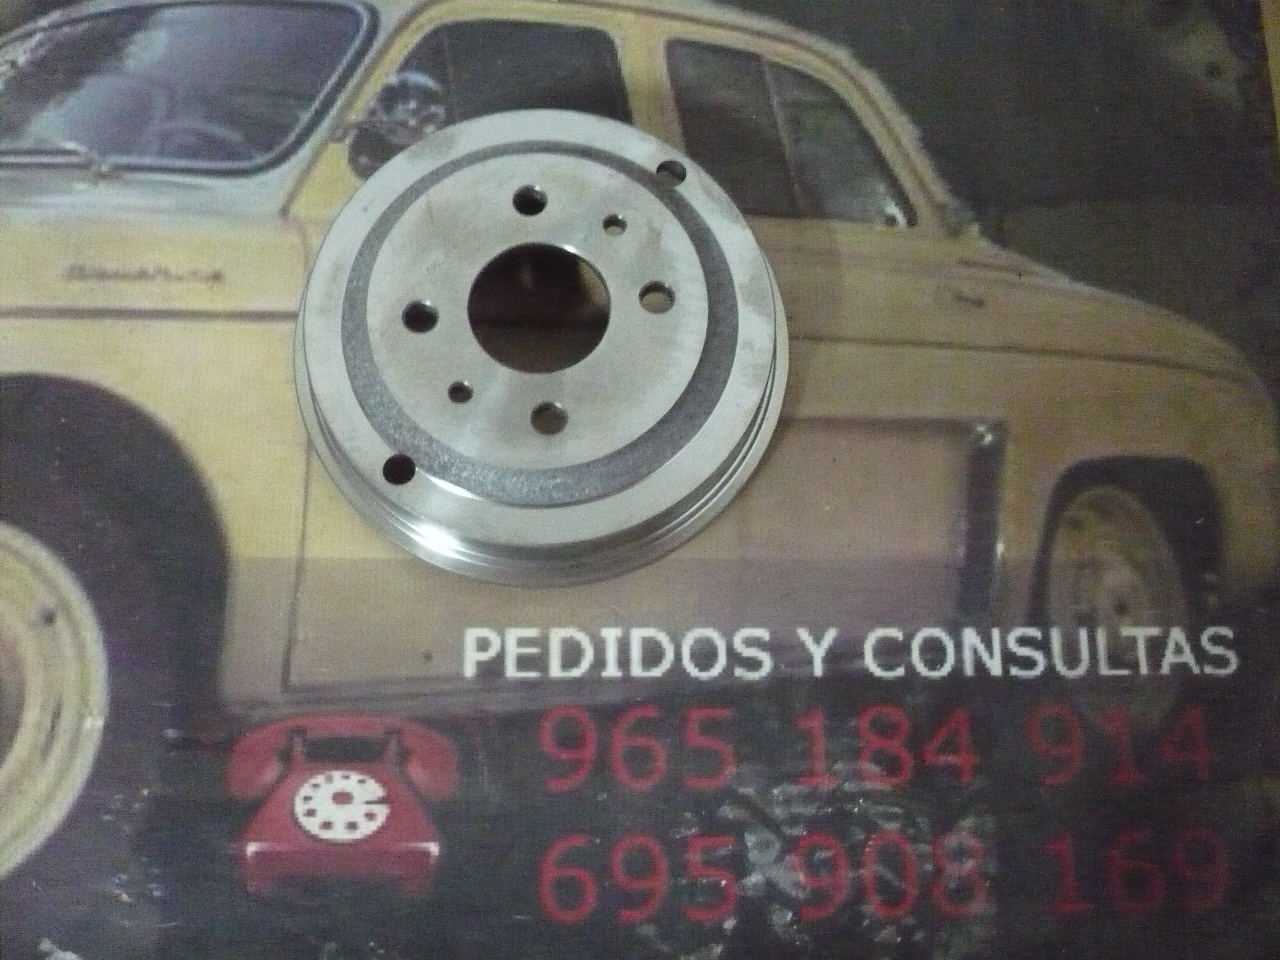 PEDIDOS Y CONSULTAS
965 184 914
695 908 169